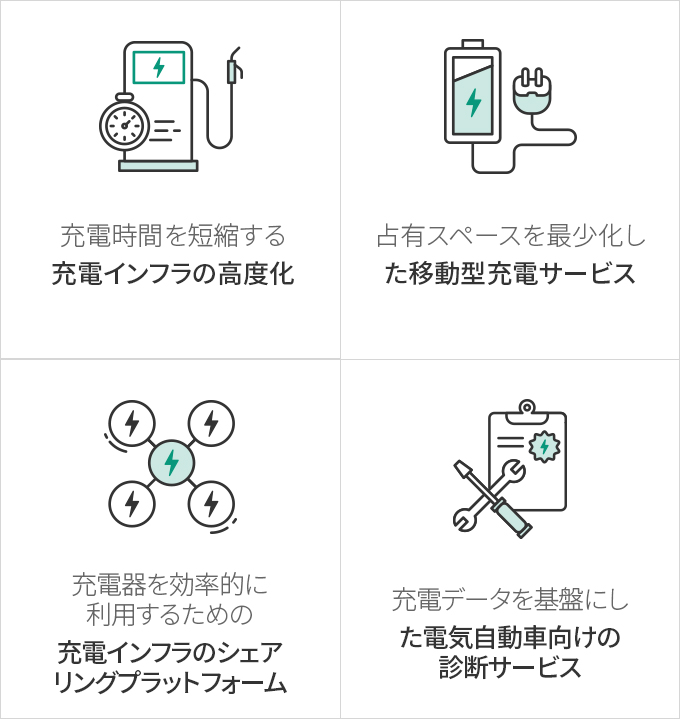 充電時間を短縮する
充電インフラの高度化
占有スペースを最少化し
た移動型充電サービス
充電器を効率的に
利用するための
充電インフラのシェア
リングプラットフォーム
充電データを基盤にし
た電気自動車向けの
診断サービス